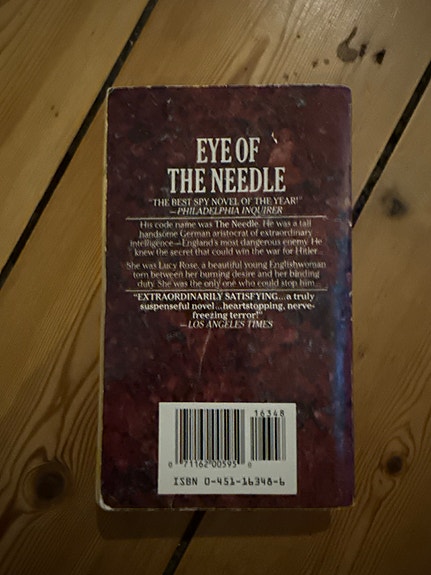 EYE OF
THE NEEDLE
"THE BEST SPY NOVEL OF THE YEAR!"
—PHILADELPHIA INQUIRER
His code name was The Needle. He was a tall
handsome German aristocrat of extraordinary
intelligence—England's most dangerous enemy. He
knew the secret that could win the war for Hitler...
She was Lucy Rose, a beautiful young Englishwoman
torn between her burning desire and her binding
duty. She was the only one who could stop him...
"EXTRAORDINARILY SATISFYING...a truly
suspenseful novel...heartstopping, nerve-
freezing terror!"
—LOS ANGELES TIMES
16348
0 71162 00595 8
ISBN 0-451-16348-6